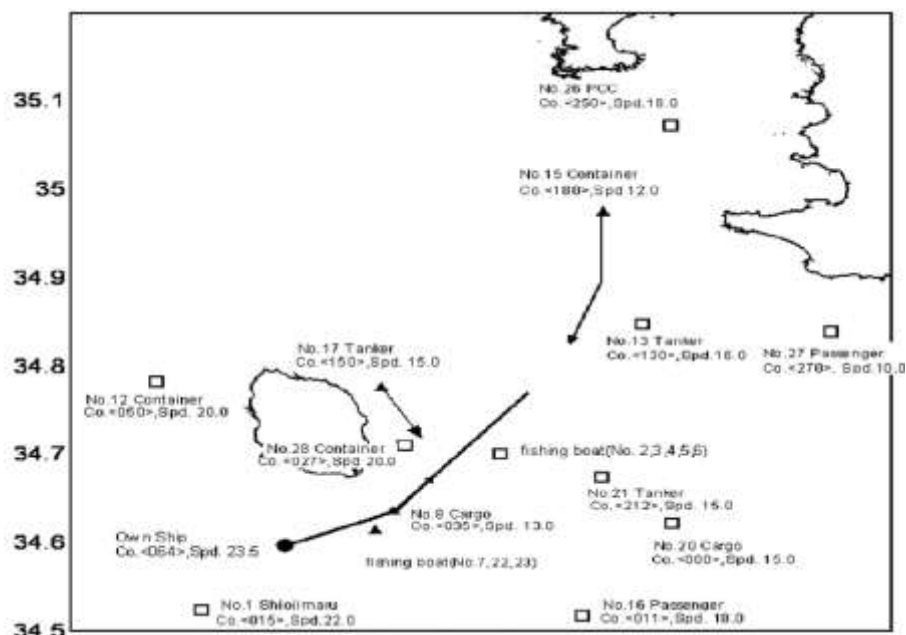 No.26 PCC
35.1
Co.<250>,Spd.18.0
No.15 Container
35
Co.<188>,Spd.12.0
34.9
No.17 Tanker
Co.<150>,Spd. 15.0
No.13 Tanker
Co.<130>,Spd.16.0
No.27 Passenger
Co.<270>, Spd.10.0
34.8
No.12 Container
Co.<050>,Spd. 20.0
No.28 Container
Co.<027>,Spd.20.0
34.7
fishing boat(No. 2,3,4,5,6)
No.21 Tanker
Co.<212>,Spd. 15.0
No.8 Cargo
Co.<035>,Spd. 13.0
Own Ship
Co.<064>,Spd. 23.5
34.6
No.20 Cargo
Co.<000>,Spd. 15.0
fishing boat(No.7,22,23)
No.1 Shiojimaru
Co.<015>,Spd.22.0
No.16 Passenger
Co.<011>,Spd. 18.0
34.5